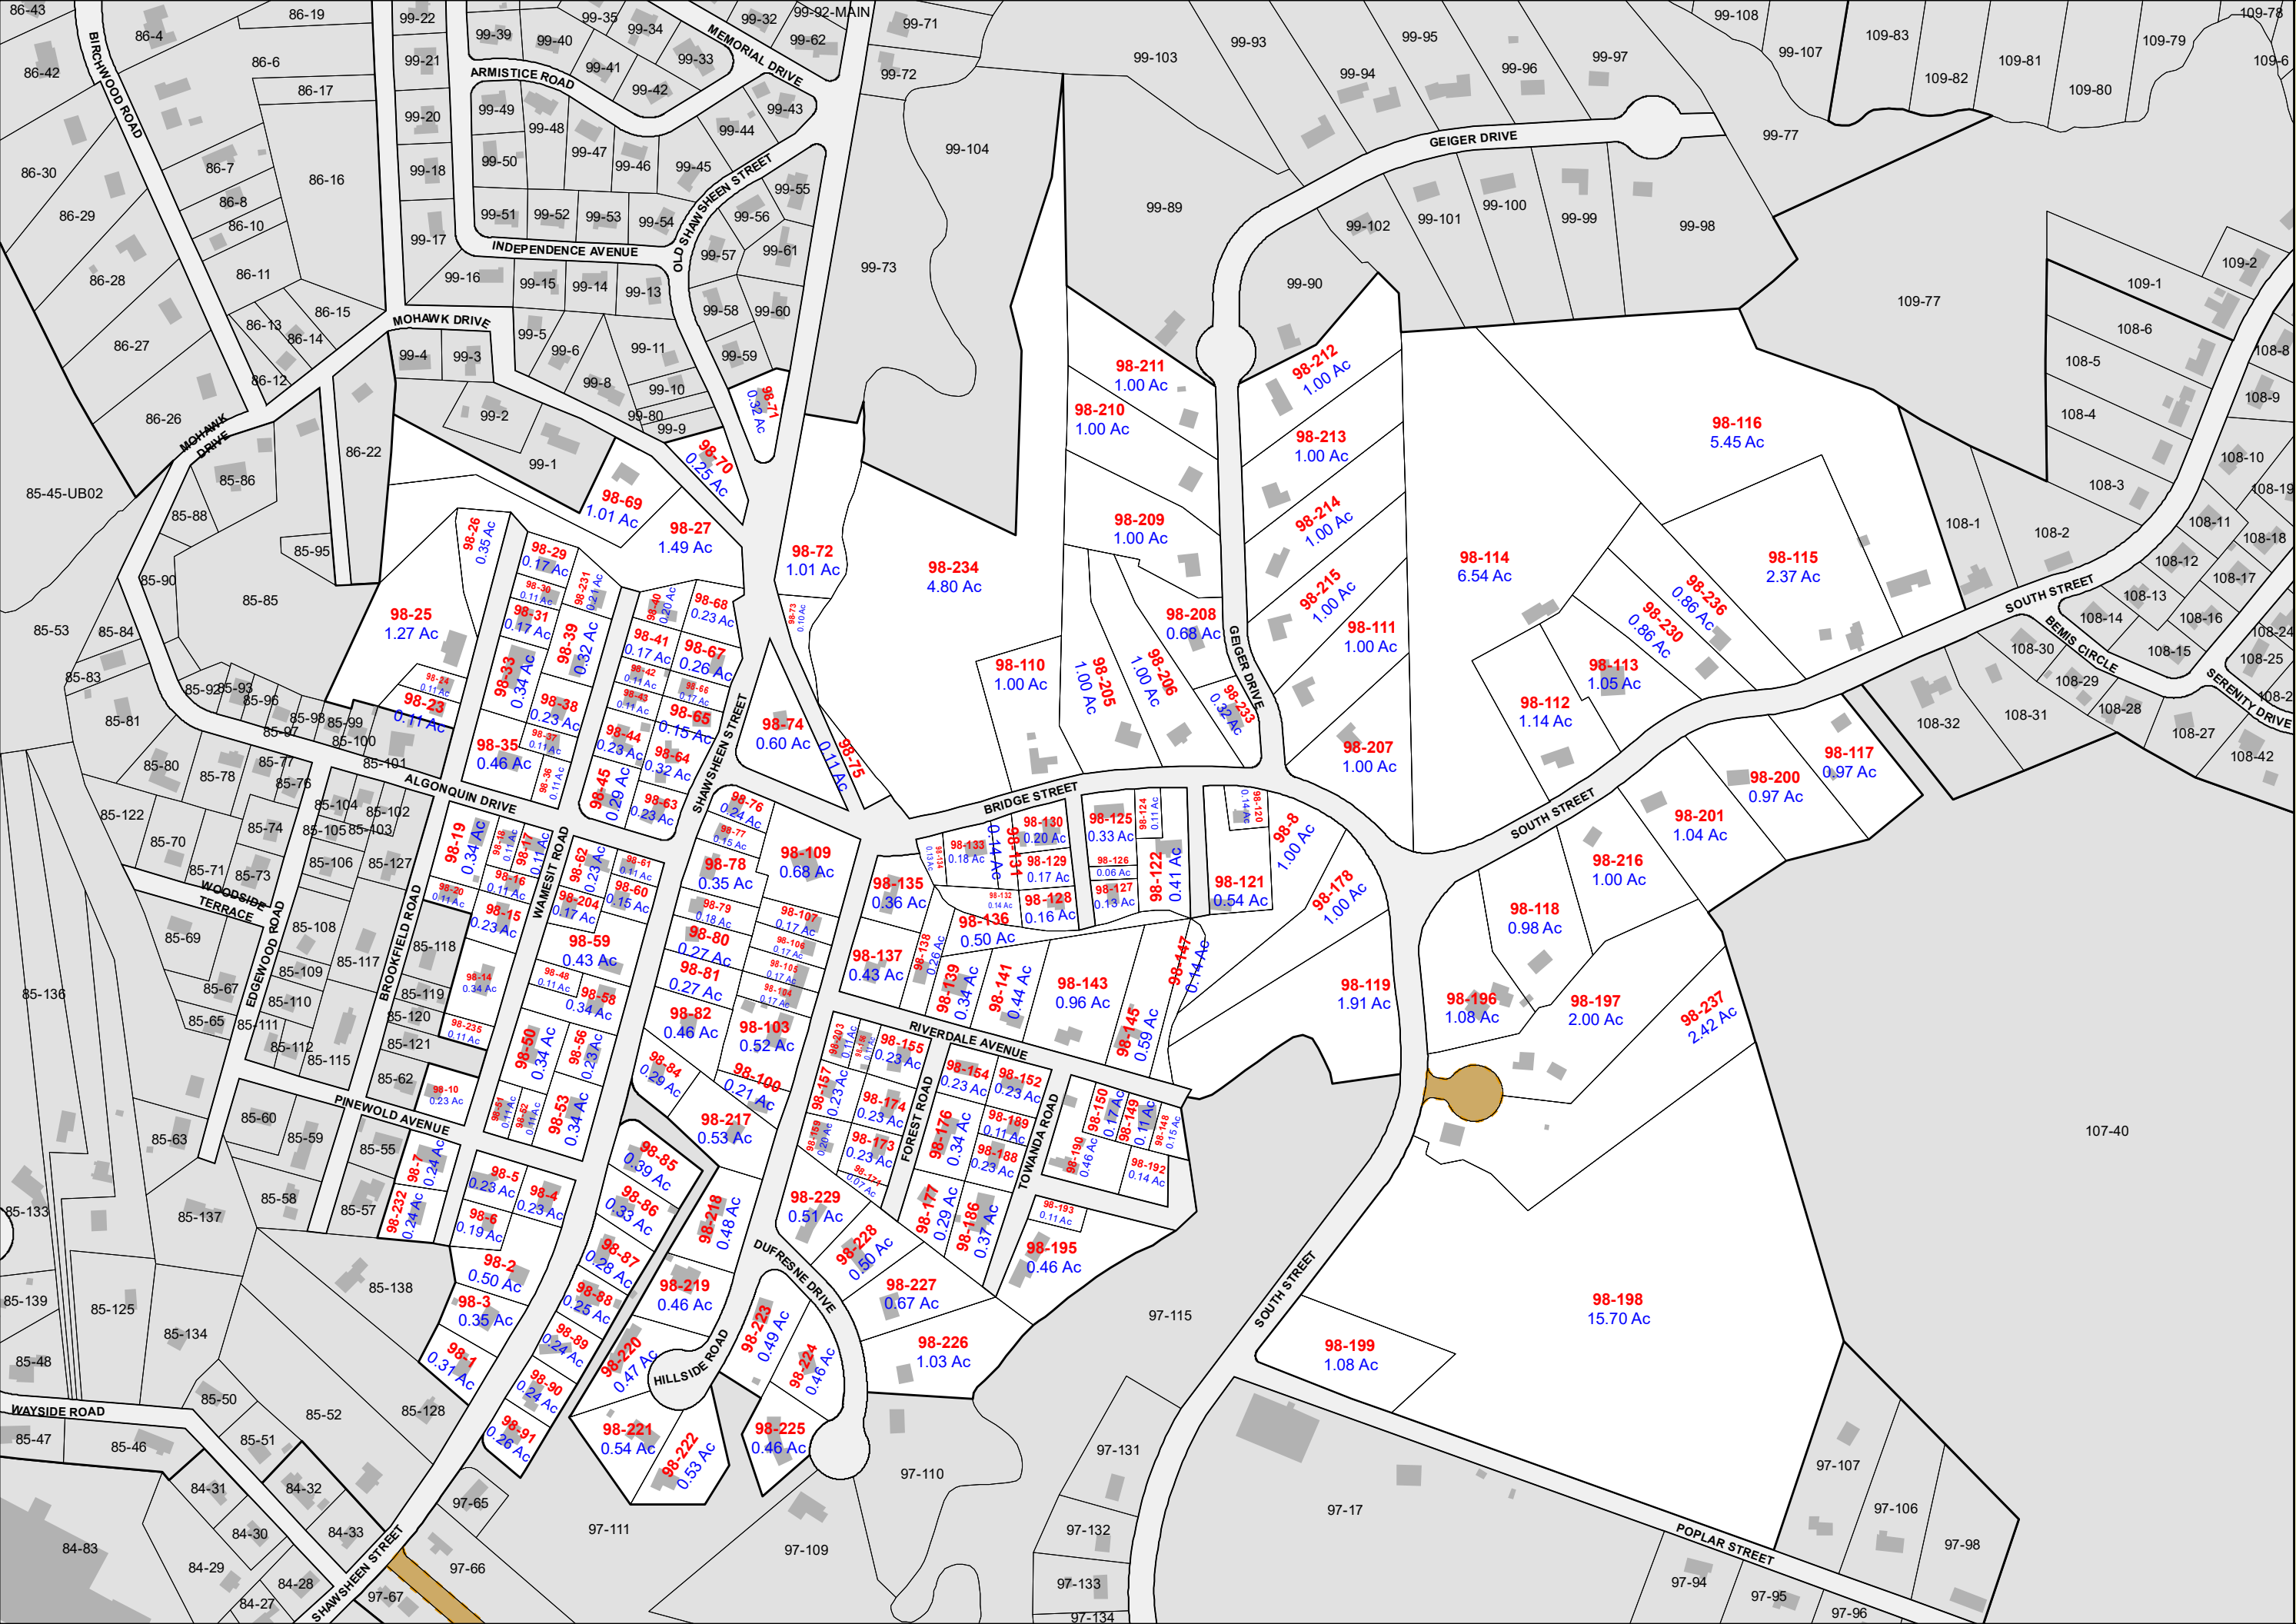 86-43
86-4
86-19
99-22
99-35
99-34
99-32
99-92-MAIN
99-71
99-39
99-40
99-62
99-33
MEMORIAL DRIVE
99-93
99-95
99-108
99-107
109-83
109-79
109-78
86-42
BIRCHWOOD ROAD
86-6
86-17
99-21
ARMISTICE ROAD
99-41
99-42
99-72
99-103
99-94
99-96
99-97
109-82
109-81
109-80
109-6
99-20
99-49
99-48
99-43
99-44
GEIGER DRIVE
99-77
86-30
86-7
86-16
99-18
99-50
99-47
99-46
99-45
99-104
86-29
86-8
86-10
99-17
99-51
99-52
99-53
99-54
OLD SHAWSHEEN STREET
99-55
99-56
99-89
99-102
99-101
99-100
99-99
99-98
INDEPENDENCE AVENUE
99-57
99-61
99-73
86-28
86-11
99-16
99-15
99-14
99-13
99-58
99-60
99-90
109-77
109-1
109-2
86-27
86-13
86-15
86-14
MOHAWK DRIVE
99-5
99-6
99-11
99-59
108-6
108-8
86-12
99-4
99-3
99-8
99-10
108-5
108-9
86-26
MOHAWK
DRIVE
99-2
99-80
99-9
98-71
0.32 Ac
98-211
1.00 Ac
98-210
1.00 Ac
98-212
1.00 Ac
98-213
1.00 Ac
98-116
5.45 Ac
108-4
86-22
99-1
98-70
0.25 Ac
85-45-UB02
85-86
85-88
98-69
1.01 Ac
98-27
1.49 Ac
98-209
1.00 Ac
98-214
1.00 Ac
108-3
108-10
108-19
108-11
85-95
98-26
0.35 Ac
98-29
0.17 Ac
98-72
1.01 Ac
98-234
4.80 Ac
98-114
6.54 Ac
98-115
2.37 Ac
108-1
108-2
108-18
85-90
85-85
98-25
1.27 Ac
98-30
0.11 Ac
98-231
0.21 Ac
98-31
0.17 Ac
98-40
0.20 Ac
98-68
0.23 Ac
98-73
0.10 Ac
98-208
0.68 Ac
98-215
1.00 Ac
98-236
0.86 Ac
98-230
0.86 Ac
108-12
108-17
SOUTH STREET
108-13
108-14
108-16
85-53
85-84
85-83
98-39
0.32 Ac
98-41
0.17 Ac
98-67
0.26 Ac
98-110
1.00 Ac
98-205
1.00 Ac
98-206
1.00 Ac
GEIGER DRIVE
98-111
1.00 Ac
98-113
1.05 Ac
BEMIS CIRCLE
108-30
108-15
108-24
108-25
85-92
85-93
85-96
98-24
0.11 Ac
98-23
0.11 Ac
98-33
0.34 Ac
98-42
0.11 Ac
98-43
0.11 Ac
98-66
0.17 Ac
98-65
0.15 Ac
98-233
0.32 Ac
98-112
1.14 Ac
108-29
108-28
108-2
SERENITY DRIVE
85-81
85-98
85-97
85-99
85-100
85-101
98-38
0.23 Ac
98-37
0.11 Ac
98-44
0.23 Ac
98-64
0.32 Ac
SHAWSHEEN STREET
98-74
0.60 Ac
98-75
0.11 Ac
98-207
1.00 Ac
98-117
0.97 Ac
108-32
108-31
108-27
108-42
85-80
85-78
85-77
85-76
ALGONQUIN DRIVE
98-35
0.46 Ac
98-36
0.11 Ac
98-45
0.29 Ac
98-63
0.23 Ac
98-76
0.24 Ac
BRIDGE STREET
98-200
0.97 Ac
98-201
1.04 Ac
SOUTH STREET
85-122
85-74
85-104
85-102
85-105
85-103
98-19
0.34 Ac
98-18
0.11 Ac
98-17
0.11 Ac
98-77
0.15 Ac
98-130
0.20 Ac
98-125
0.33 Ac
98-124
0.11 Ac
98-120
0.14 Ac
98-8
1.00 Ac
85-70
85-71
85-73
85-106
85-127
98-16
0.11 Ac
98-20
0.11 Ac
WAMESIT ROAD
98-62
0.23 Ac
98-61
0.11 Ac
98-60
0.15 Ac
98-204
0.17 Ac
98-78
0.35 Ac
98-109
0.68 Ac
98-134
0.13 Ac
98-133
0.18 Ac
98-131
0.14 Ac
98-129
0.17 Ac
98-126
0.06 Ac
98-127
0.13 Ac
98-122
0.41 Ac
98-121
0.54 Ac
98-178
1.00 Ac
98-216
1.00 Ac
WOODSIDE
TERRACE
98-15
0.23 Ac
98-79
0.18 Ac
98-107
0.17 Ac
98-135
0.36 Ac
98-132
0.14 Ac
98-128
0.16 Ac
98-136
0.50 Ac
98-118
0.98 Ac
85-69
EDGEWOOD ROAD
85-108
BROOKFIELD ROAD
85-118
98-59
0.43 Ac
98-80
0.27 Ac
98-106
0.17 Ac
98-137
0.43 Ac
98-138
0.26 Ac
98-147
0.14 Ac
85-67
85-109
85-117
85-119
98-14
0.34 Ac
98-48
0.11 Ac
98-58
0.34 Ac
98-81
0.27 Ac
98-105
0.17 Ac
98-104
0.17 Ac
98-139
0.34 Ac
98-141
0.44 Ac
98-143
0.96 Ac
98-119
1.91 Ac
98-196
1.08 Ac
98-197
2.00 Ac
98-237
2.42 Ac
85-136
85-65
85-111
85-110
85-120
85-121
98-235
0.11 Ac
98-82
0.46 Ac
98-103
0.52 Ac
98-145
0.59 Ac
RIVERDALE AVENUE
85-112
85-115
98-50
0.34 Ac
98-56
0.23 Ac
98-203
0.11 Ac
98-155
0.23 Ac
85-62
98-10
0.23 Ac
98-84
0.29 Ac
98-100
0.21 Ac
98-157
0.23 Ac
98-174
0.23 Ac
FOREST ROAD
98-154
0.23 Ac
98-152
0.23 Ac
TOWANDA ROAD
98-150
0.17 Ac
98-149
0.11 Ac
98-148
0.15 Ac
PINEWOLD AVENUE
98-51
0.11 Ac
98-52
0.11 Ac
98-53
0.34 Ac
98-217
0.53 Ac
98-159
0.20 Ac
98-173
0.23 Ac
98-176
0.34 Ac
98-189
0.11 Ac
98-188
0.23 Ac
98-190
0.46 Ac
98-192
0.14 Ac
107-40
85-63
85-60
85-59
85-55
98-7
0.24 Ac
98-5
0.23 Ac
98-4
0.23 Ac
98-85
0.39 Ac
0.07 Ac
85-133
85-137
85-58
85-57
98-232
0.24 Ac
98-6
0.19 Ac
98-86
0.33 Ac
98-218
0.48 Ac
98-229
0.51 Ac
98-228
0.50 Ac
98-177
0.29 Ac
98-186
0.37 Ac
98-193
0.11 Ac
98-195
0.46 Ac
98-2
0.50 Ac
98-87
0.28 Ac
DUFRESNE DRIVE
85-139
85-125
85-138
98-3
0.35 Ac
98-88
0.25 Ac
98-219
0.46 Ac
98-227
0.67 Ac
97-115
SOUTH STREET
98-198
15.70 Ac
85-134
98-1
0.31 Ac
98-89
0.24 Ac
98-220
0.47 Ac
HILLSIDE ROAD
98-223
0.49 Ac
98-224
0.46 Ac
98-226
1.03 Ac
98-199
1.08 Ac
85-48
WAYSIDE ROAD
85-50
85-52
85-128
98-90
0.24 Ac
98-91
0.26 Ac
98-221
0.54 Ac
98-222
0.53 Ac
98-225
0.46 Ac
85-47
85-46
85-51
97-131
97-107
84-31
84-32
97-65
97-110
97-17
97-106
84-30
84-33
97-111
97-132
POPLAR STREET
97-98
84-83
84-29
84-28
84-27
SHAWSHEEN STREET
97-66
97-67
97-109
97-133
97-134
97-94
97-95
97-96